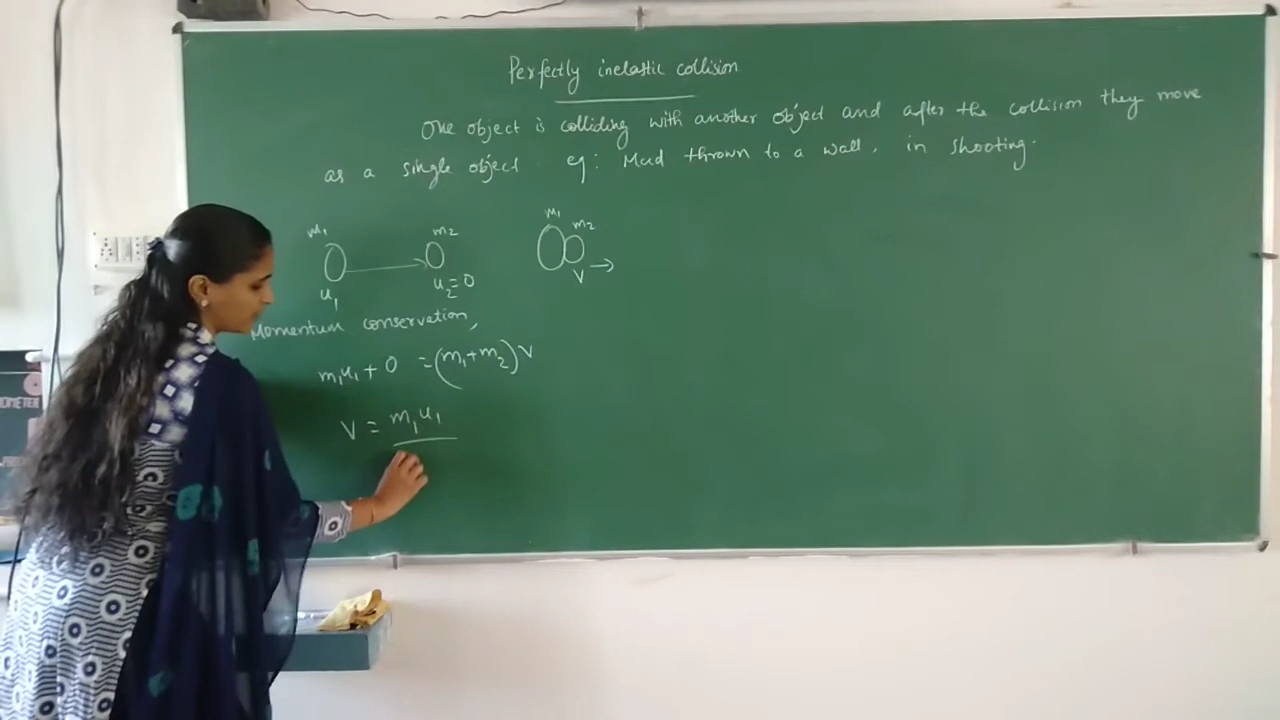 Perfectly inelastic collision
One object is colliding with another object and after the collision they move
as a single object. eg: Mud thrown to a wall, in shooting.
m₁ m₂ m₁ m₂
u₁ u₂=0 V →
Momentum conservation,
m₁u₁ + 0 = (m₁+m₂)V
V = m₁u₁